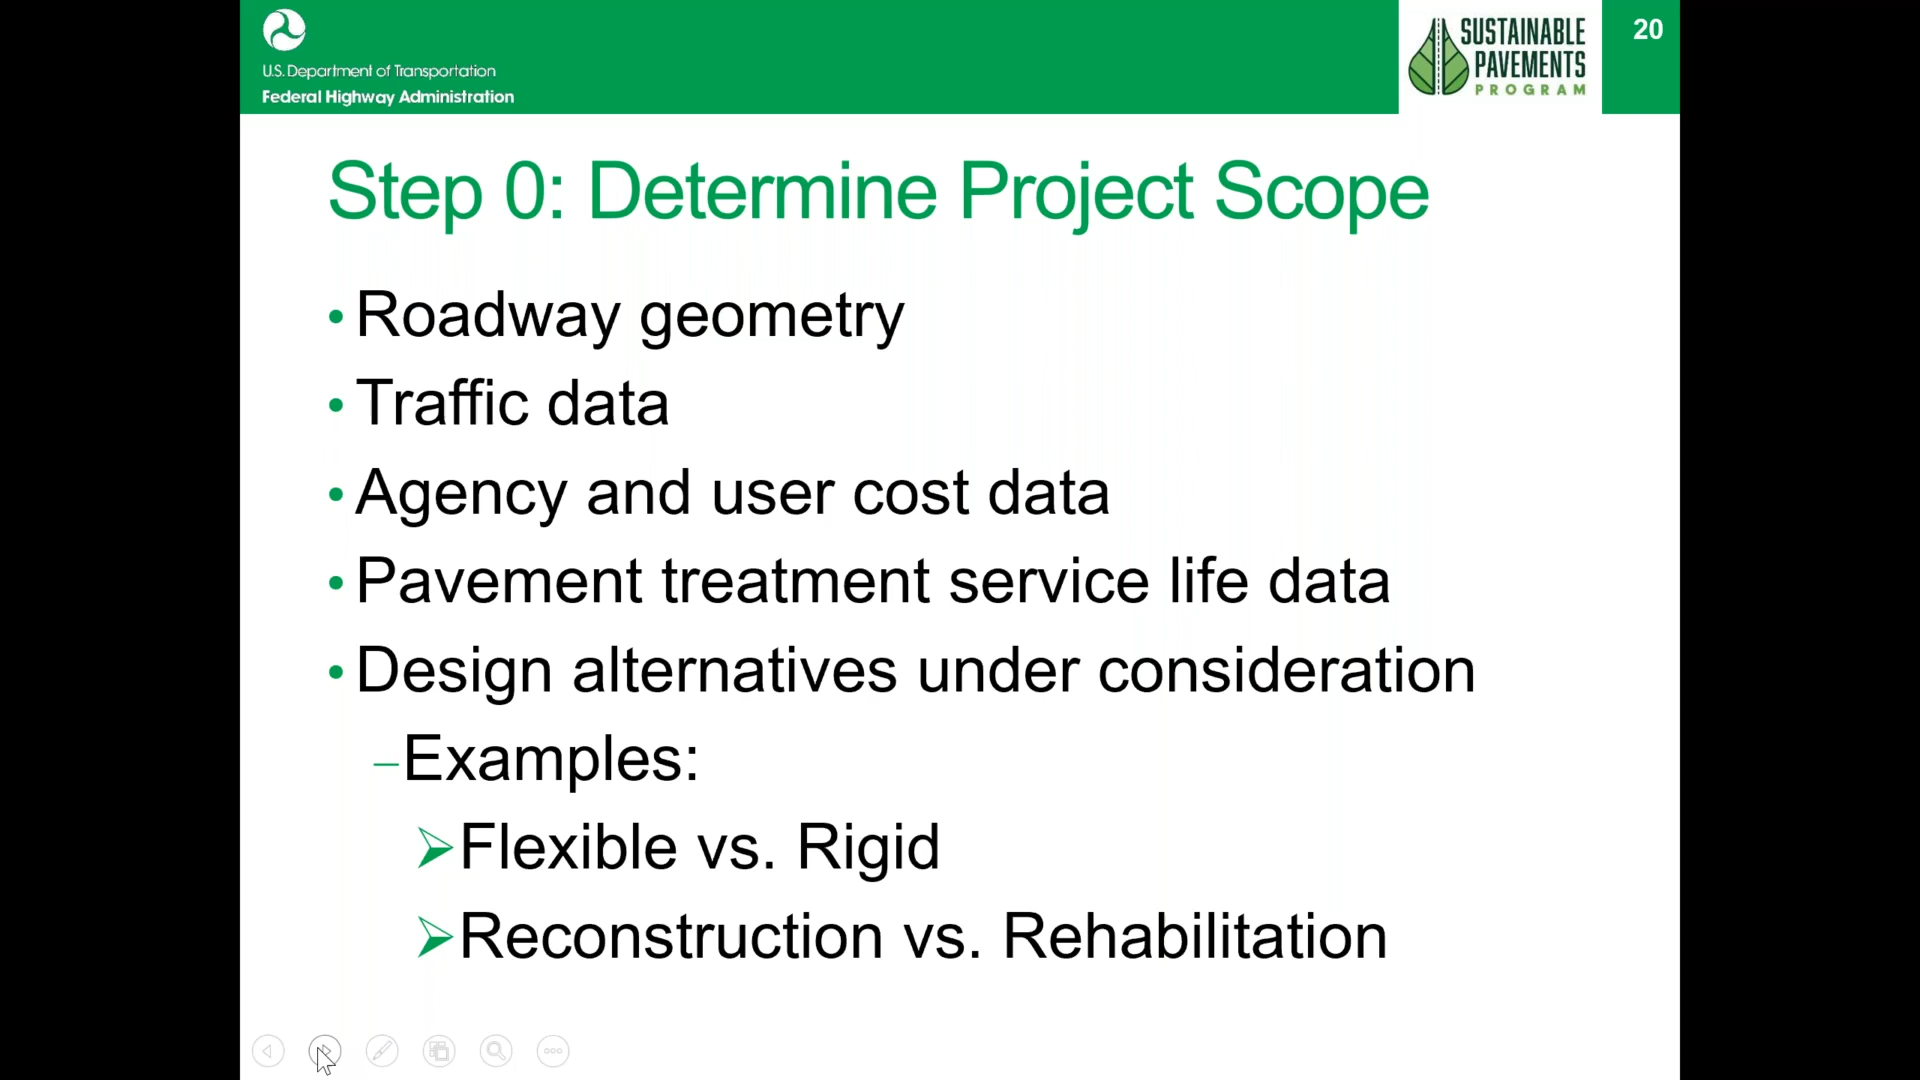 U.S. Department of Transportation
Federal Highway Administration
SUSTAINABLE
PAVEMENTS
PROGRAM
20
Step 0: Determine Project Scope
• Roadway geometry
• Traffic data
• Agency and user cost data
• Pavement treatment service life data
• Design alternatives under consideration
–Examples:
➢Flexible vs. Rigid
➢Reconstruction vs. Rehabilitation